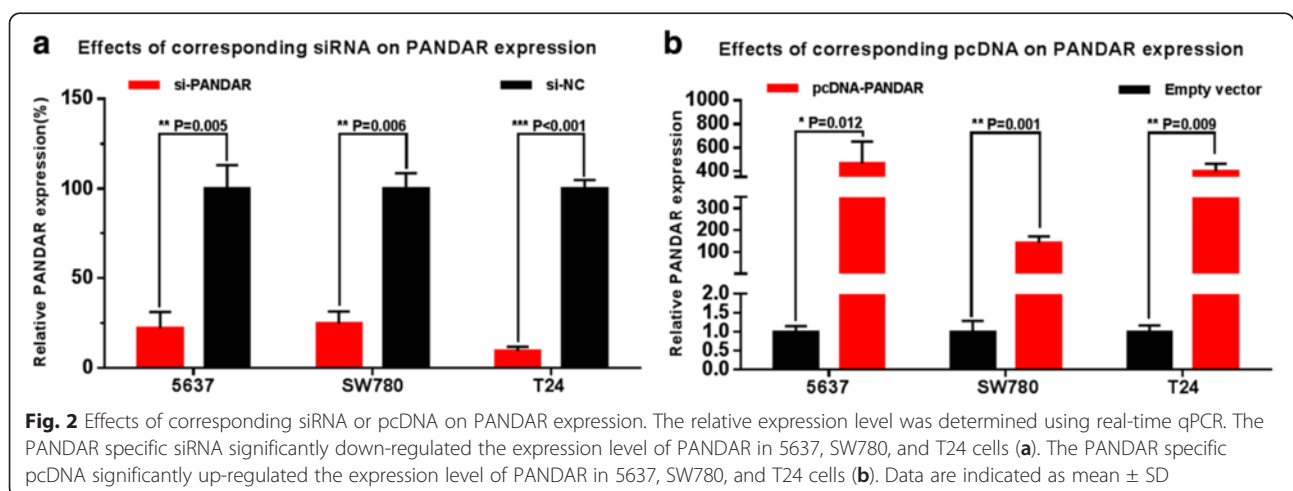 a
Effects of corresponding siRNA on PANDAR expression
si-PANDAR
si-NC
Relative PANDAR expression(%)
150
100
50
0
** P=0.005
** P=0.006
*** P<0.001
5637
SW780
T24
b
Effects of corresponding pcDNA on PANDAR expression
pcDNA-PANDAR
Empty vector
Relative PANDAR expression
1000
800
600
400
300
200
100
2.0
1.5
1.0
0.5
0.0
* P=0.012
** P=0.001
** P=0.009
5637
SW780
T24
Fig. 2 Effects of corresponding siRNA or pcDNA on PANDAR expression. The relative expression level was determined using real-time qPCR. The
PANDAR specific siRNA significantly down-regulated the expression level of PANDAR in 5637, SW780, and T24 cells (a). The PANDAR specific
pcDNA significantly up-regulated the expression level of PANDAR in 5637, SW780, and T24 cells (b). Data are indicated as mean ± SD